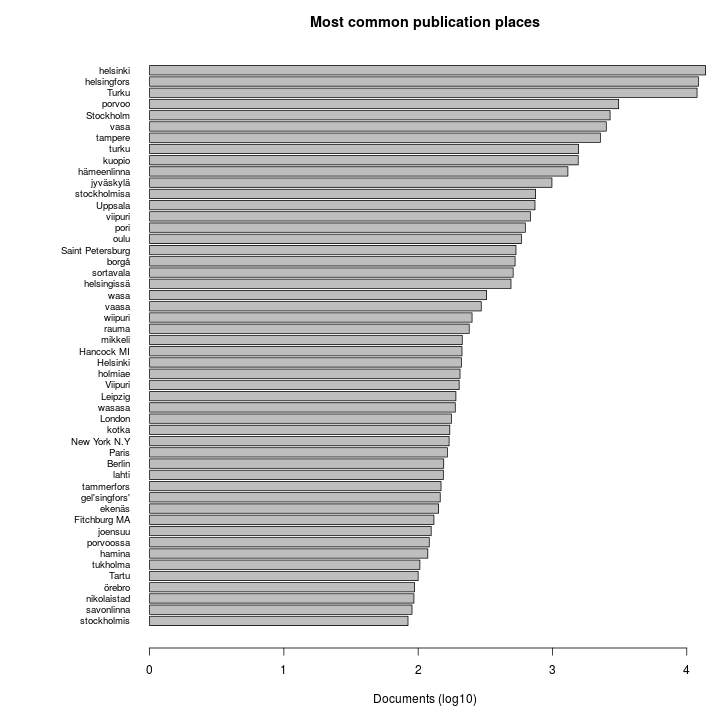 Most common publication places
helsinki
helsingfors
Turku
porvoo
Stockholm
vasa
tampere
turku
kuopio
hämeenlinna
jyväskylä
stockholmisa
Uppsala
viipuri
pori
oulu
Saint Petersburg
borgå
sortavala
helsingissä
wasa
vaasa
wiipuri
rauma
mikkeli
Hancock MI
Helsinki
holmiae
Viipuri
Leipzig
wasasa
London
kotka
New York N.Y
Paris
Berlin
lahti
tammerfors
gel'singfors'
ekenäs
Fitchburg MA
joensuu
porvoossa
hamina
tukholma
Tartu
örebro
nikolaistad
savonlinna
stockholmis
0 1 2 3 4
Documents (log10)